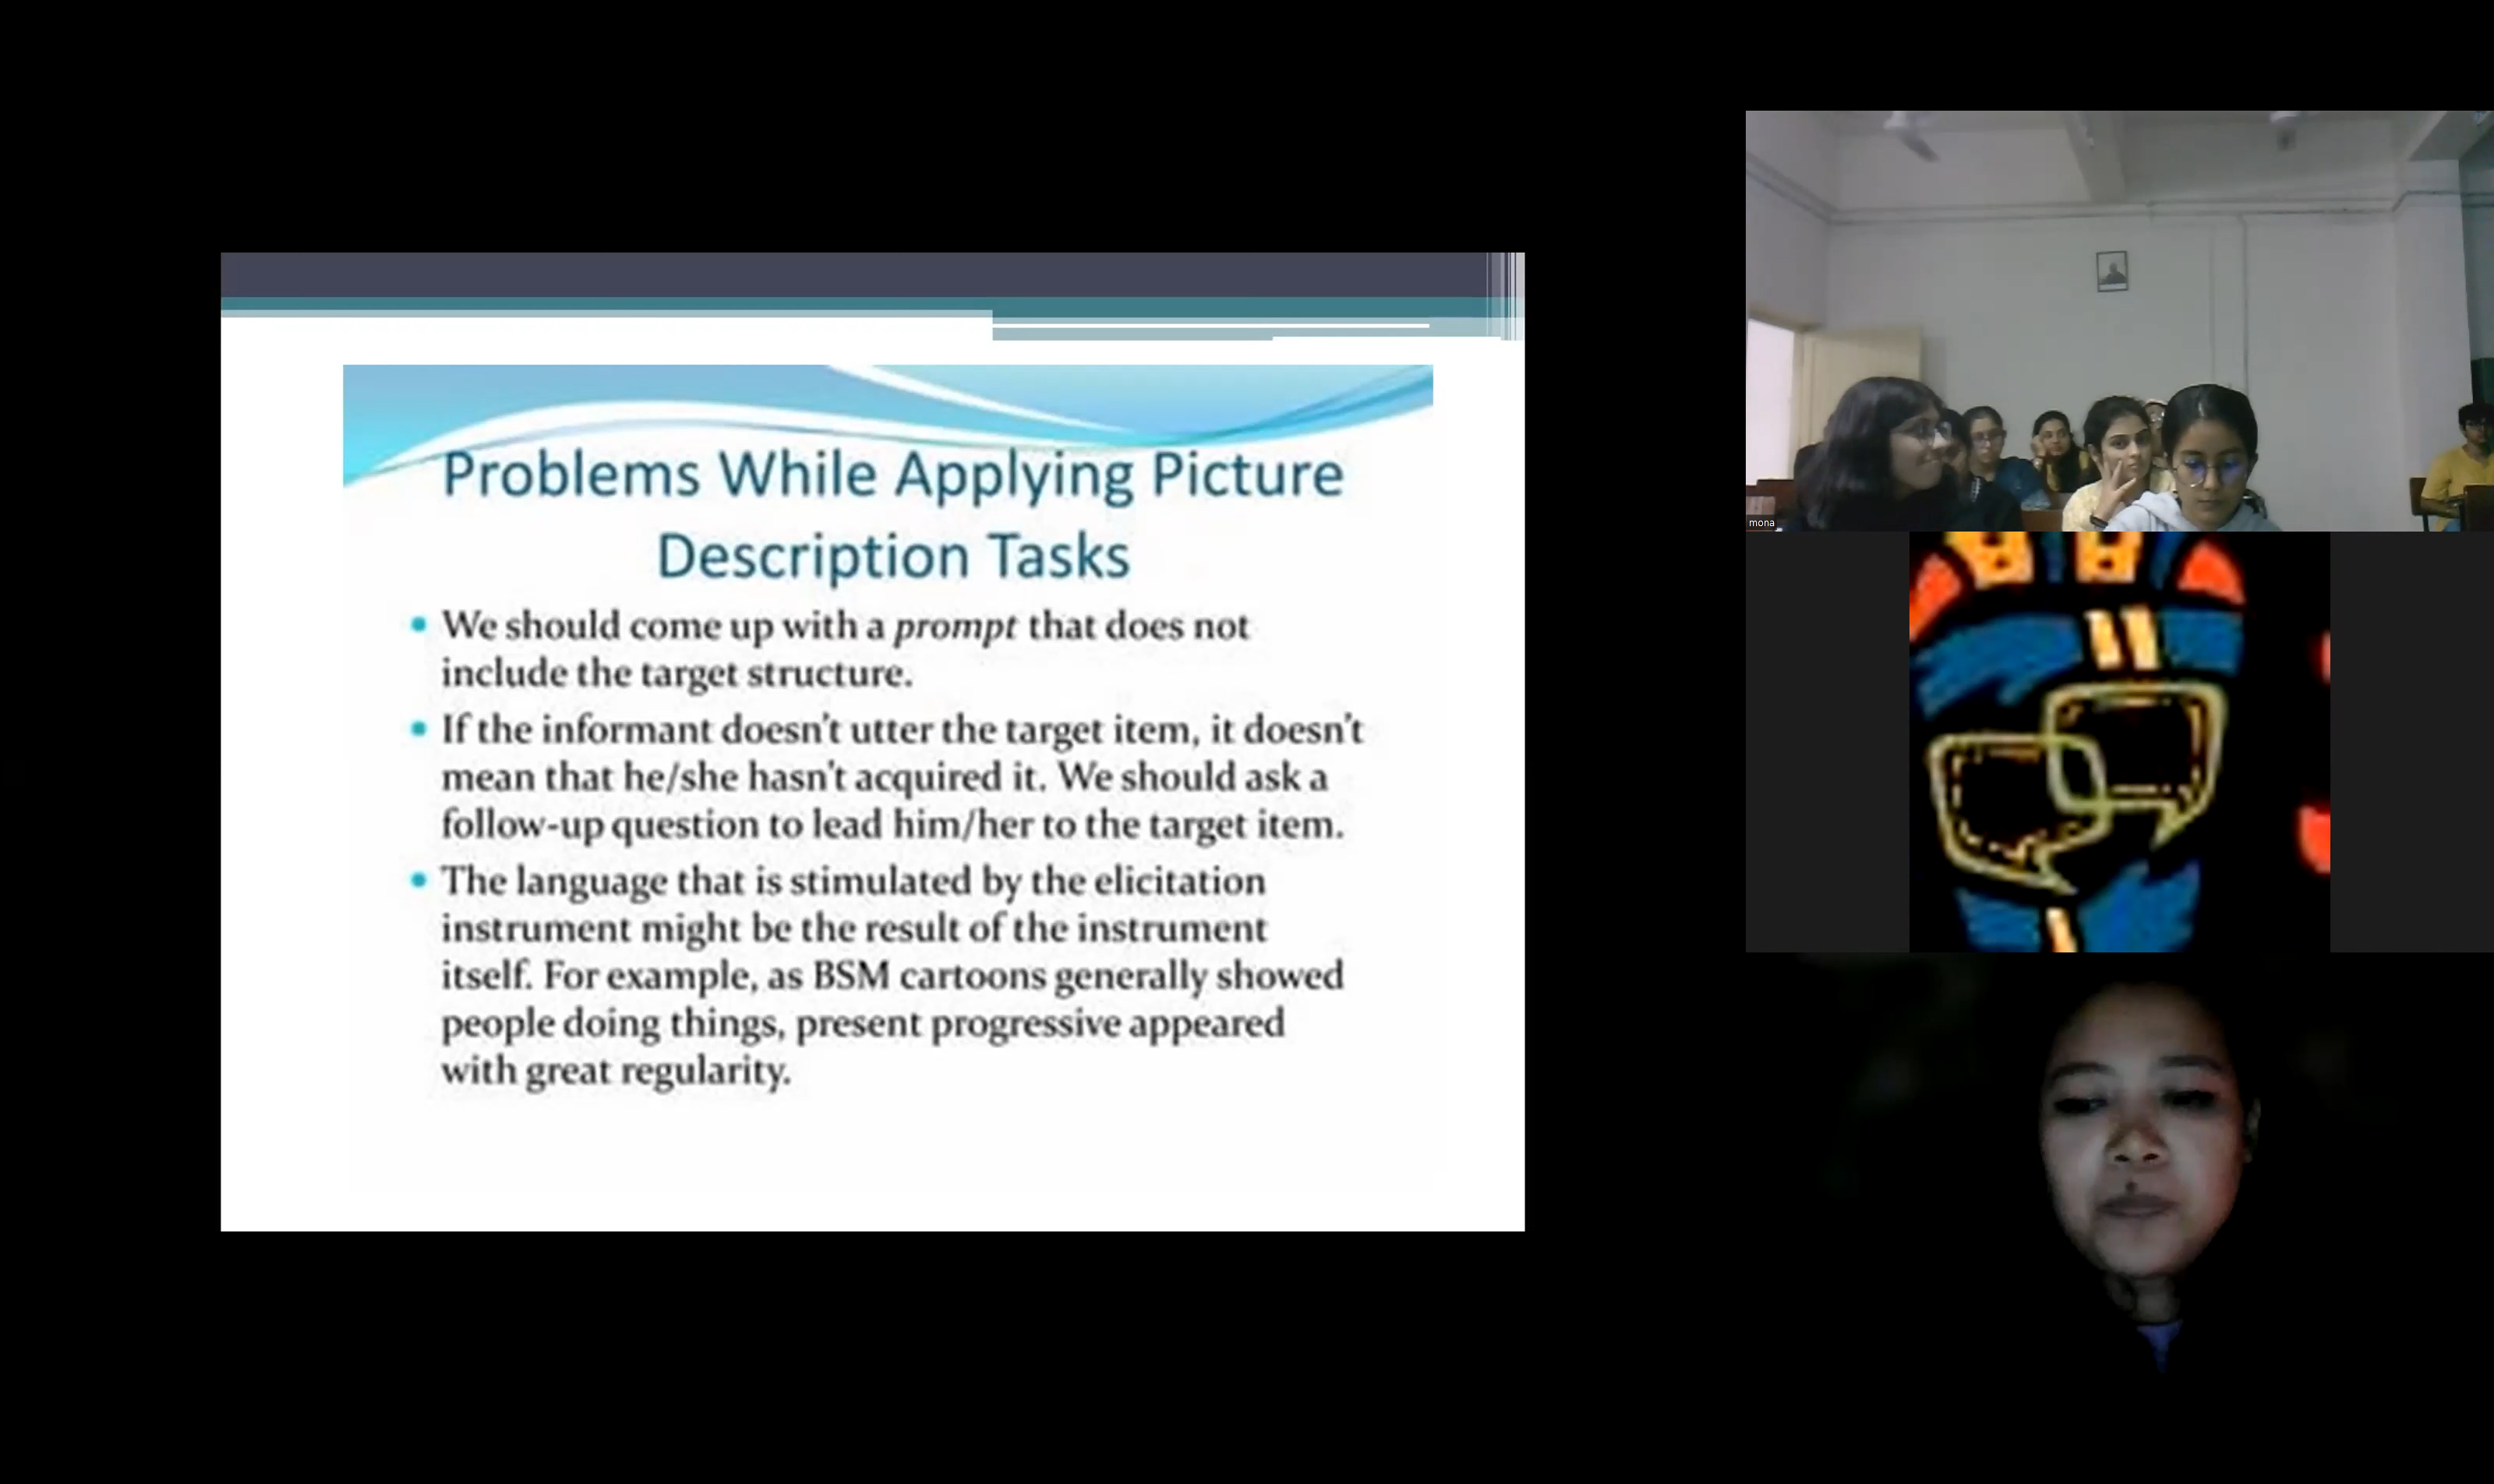 Problems While Applying Picture
Description Tasks
• We should come up with a prompt that does not
include the target structure.
• If the informant doesn't utter the target item, it doesn't
mean that he/she hasn't acquired it. We should ask a
follow-up question to lead him/her to the target item.
• The language that is stimulated by the elicitation
instrument might be the result of the instrument
itself. For example, as BSM cartoons generally showed
people doing things, present progressive appeared
with great regularity.
mona